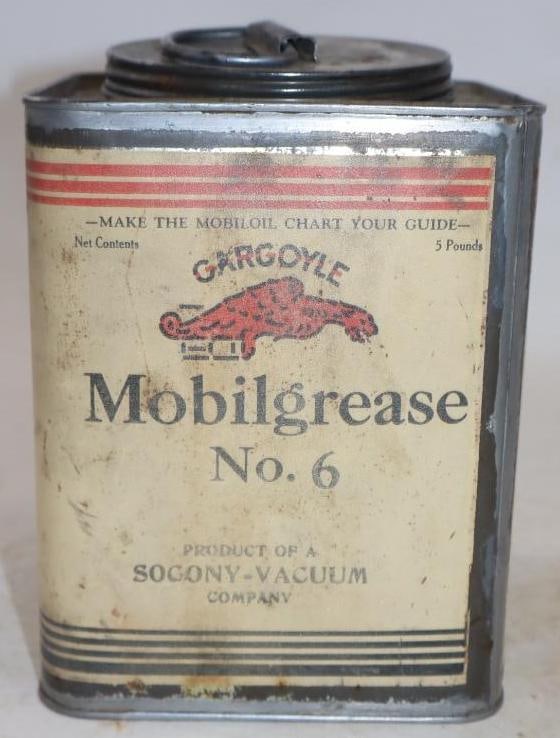 —MAKE THE MOBILOIL CHART YOUR GUIDE—
Net Contents 5 Pounds
GARGOYLE
Mobilgrease
No. 6
PRODUCT OF A
SOCONY-VACUUM
COMPANY